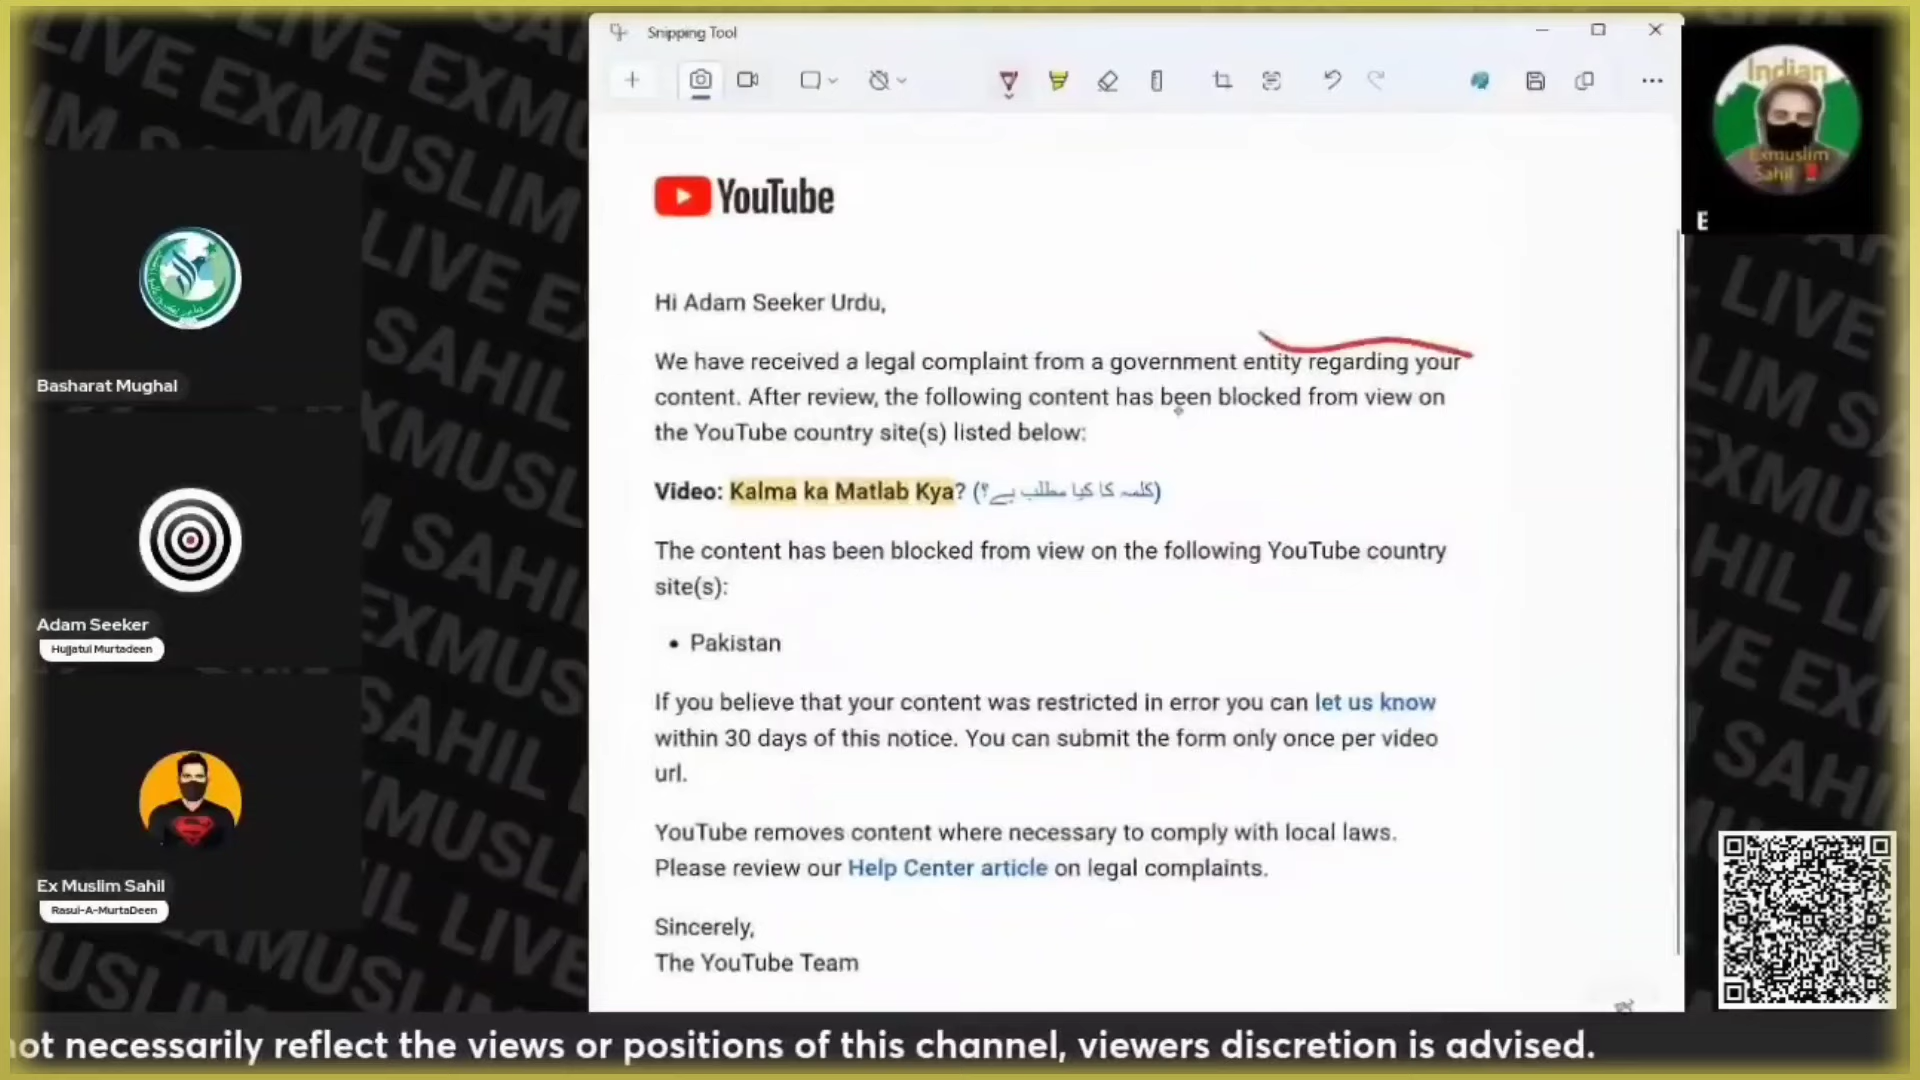 Snipping Tool
YouTube
Hi Adam Seeker Urdu,
We have received a legal complaint from a government entity regarding your
content. After review, the following content has been blocked from view on
the YouTube country site(s) listed below:
Video: Kalma ka Matlab Kya? (کلمہ کا کیا مطلب ہے؟)
The content has been blocked from view on the following YouTube country
site(s):
• Pakistan
If you believe that your content was restricted in error you can let us know
within 30 days of this notice. You can submit the form only once per video
url.
YouTube removes content where necessary to comply with local laws.
Please review our Help Center article on legal complaints.
Sincerely,
The YouTube Team
Basharat Mughal
Adam Seeker
Hujjatul Murtadeen
Ex Muslim Sahil
Rasul-A-MurtaDeen
Indian
Exmuslim
Sahil
E
LIVE EXMUSLIM SAHIL
not necessarily reflect the views or positions of this channel, viewers discretion is advised.